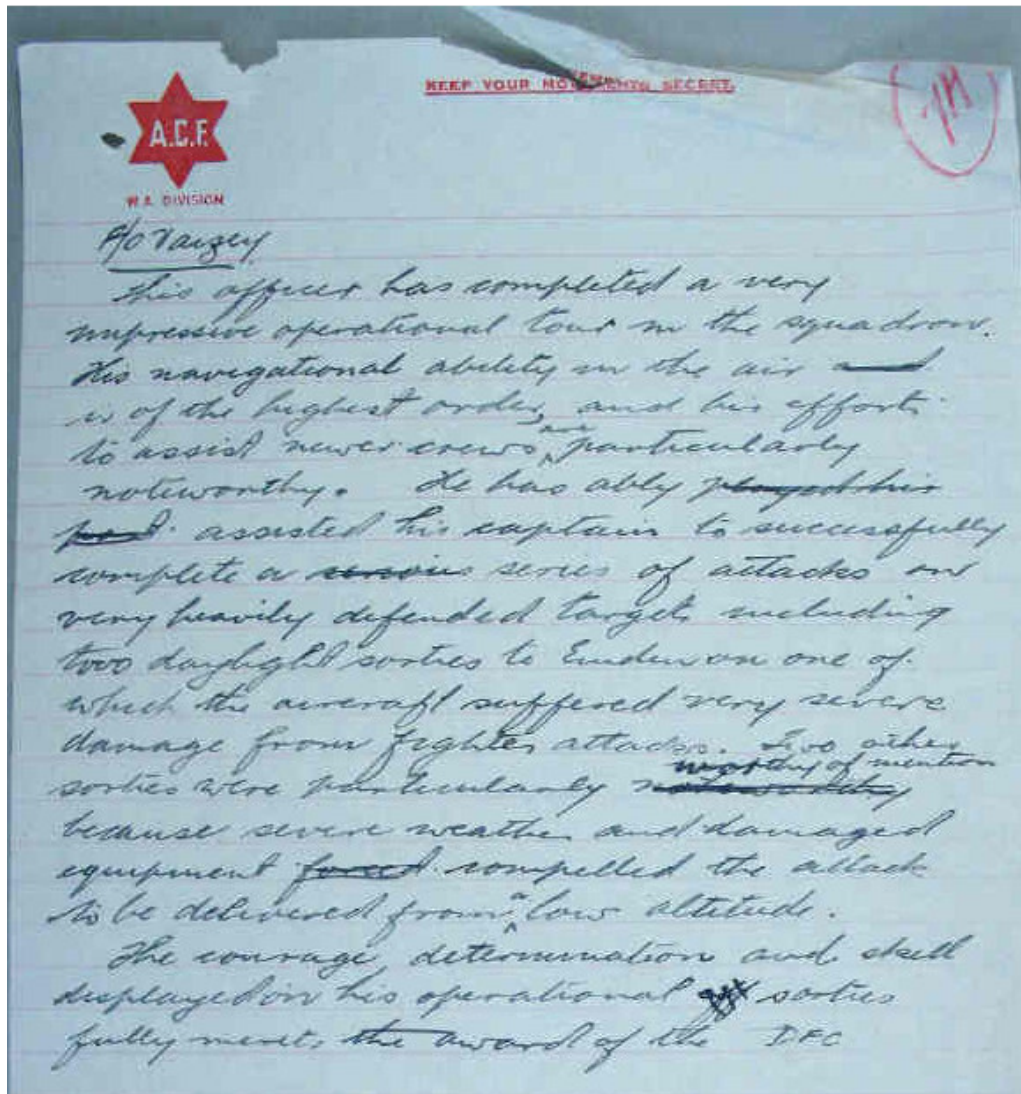 KEEP YOUR MOVEMENTS SECRET.
A.C.F.
W.A. DIVISION
F/O Vaizey
This officer has completed a very
impressive operational tour in the squadron.
His navigational ability in the air and
is of the highest order, and his efforts
to assist newer crews are particularly
noteworthy. He has ably played his
part assisted his captain to successfully
complete a serious series of attacks on
very heavily defended targets including
two daylight sorties to Emden on one of
which the aircraft suffered very severe
damage from fighter attacks. Two other
worthy of mention
sorties were particularly noteworthy
because severe weather and damaged
equipment forced compelled the attack
to be delivered from a low altitude.
The courage, determination and skill
displayed in his operational sorties
fully merits the award of the DFC